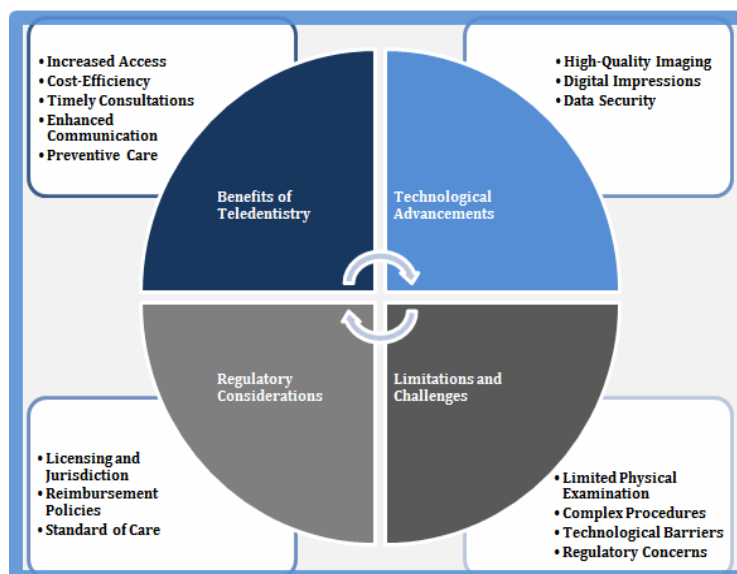 • Increased Access
• Cost-Efficiency
• Timely Consultations
• Enhanced
Communication
• Preventive Care
• High-Quality Imaging
• Digital Impressions
• Data Security
Benefits of
Teledentistry
Technological
Advancements
Regulatory
Considerations
Limitations and
Challenges
• Licensing and
Jurisdiction
• Reimbursement
Policies
• Standard of Care
• Limited Physical
Examination
• Complex Procedures
• Technological Barriers
• Regulatory Concerns